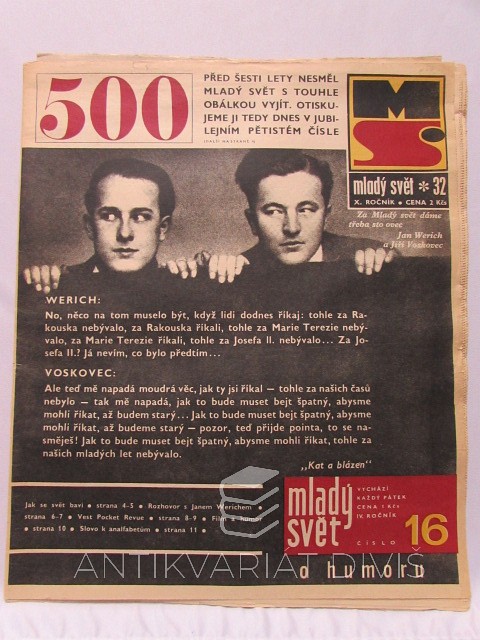 500
PŘED ŠESTI LETY NESMĚL
MLADÝ SVĚT S TOUHLE
OBÁLKOU VYJÍT. OTISKU-
JEME JI TEDY DNES V JUBI-
LEJNÍM PĚTISTÉM ČÍSLE
MS
mladý svět * 32
X. ROČNÍK • CENA 2 Kčs
Za Mladý svět dáme
třeba sto ovec
Jan Werich
a Jiří Voskovec
WERICH:
No, něco na tom muselo být, když lidi dodnes říkaj: tohle za Ra-
kouska nebývalo, za Rakouska říkali, tohle za Marie Terezie nebý-
valo, za Marie Terezie říkali, tohle za Josefa II. nebývalo... Za Jo-
sefa II.? Já nevím, co bylo předtím...
VOSKOVEC:
Ale teď mě napadá moudrá věc, jak ty jsi říkal — tohle za našich časů
nebylo — tak mě napadá, jak to bude muset bejt špatný, abysme
mohli říkat, až budem starý... Jak to bude muset bejt špatný, abysme
mohli říkat, až budeme starý — pozor, teď přijde pointa, to se na-
směješ! Jak to bude muset bejt špatný, abysme mohli říkat, tohle za
našich mladých let nebývalo.
„Kat a blázen"
Jak se svět baví • strana 4-5 • Rozhovor s Janem Werichem •
strana 6-7 • Vest Pocket Revue • strana 8-9 • Film a humor
• strana 10 • Slovo k analfabetům • strana 11 •
mladý
svět
VYCHÁZÍ
KAŽDÝ PÁTEK
CENA 1 Kčs
IV. ROČNÍK
ČÍSLO 16
o humoru
ANTIKVARIÁT DIVIŠ